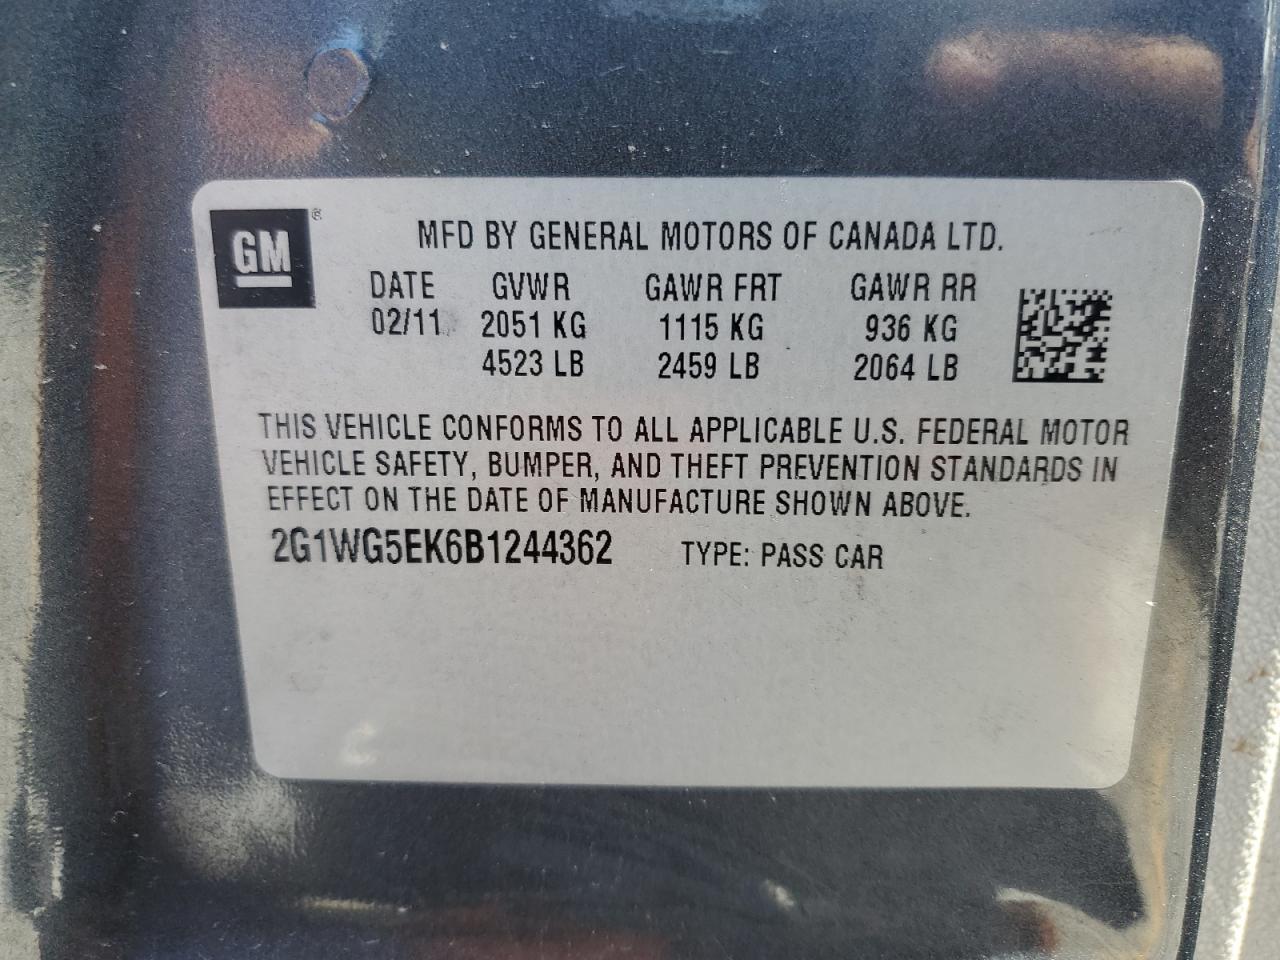 GM ®
MFD BY GENERAL MOTORS OF CANADA LTD.
DATE GVWR GAWR FRT GAWR RR
02/11 2051 KG 1115 KG 936 KG
4523 LB 2459 LB 2064 LB
THIS VEHICLE CONFORMS TO ALL APPLICABLE U.S. FEDERAL MOTOR
VEHICLE SAFETY, BUMPER, AND THEFT PREVENTION STANDARDS IN
EFFECT ON THE DATE OF MANUFACTURE SHOWN ABOVE.
2G1WG5EK6B1244362 TYPE: PASS CAR